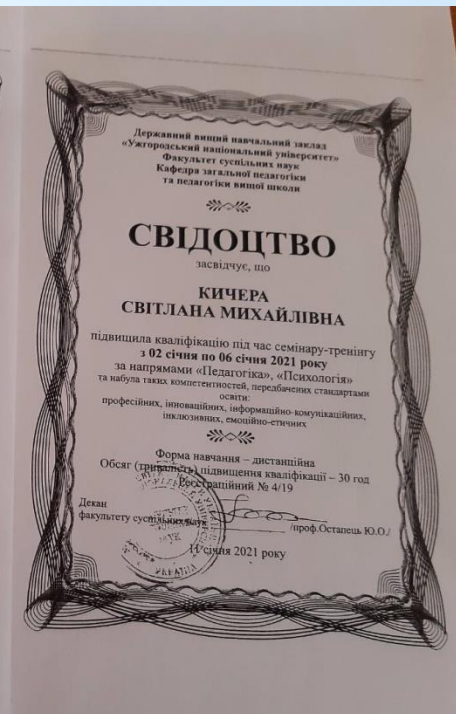 Державний вищий навчальний заклад
«Ужгородський національний університет»
Факультет суспільних наук
Кафедра загальної педагогіки
та педагогіки вищої школи
СВІДОЦТВО
засвідчує, що
КИЧЕРА
СВІТЛАНА МИХАЙЛІВНА
підвищила кваліфікацію під час семінару-тренінгу
з 02 січня по 06 січня 2021 року
за напрямами «Педагогіка», «Психологія»
та набула таких компетентностей, передбачених стандартами
освіти:
професійних, інноваційних, інформаційно-комунікаційних,
інклюзивних, емоційно-етичних
Форма навчання – дистанційна
Обсяг (тривалість) підвищення кваліфікації – 30 год
Реєстраційний № 4/19
Декан
факультету суспільних наук /проф.Остапець Ю.О./
11 січня 2021 року
НАУК
УКРАЇНА